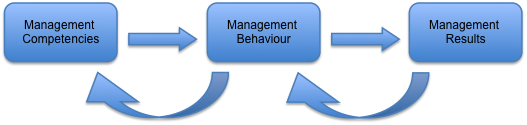 Management
Competencies
Management
Behaviour
Management
Results